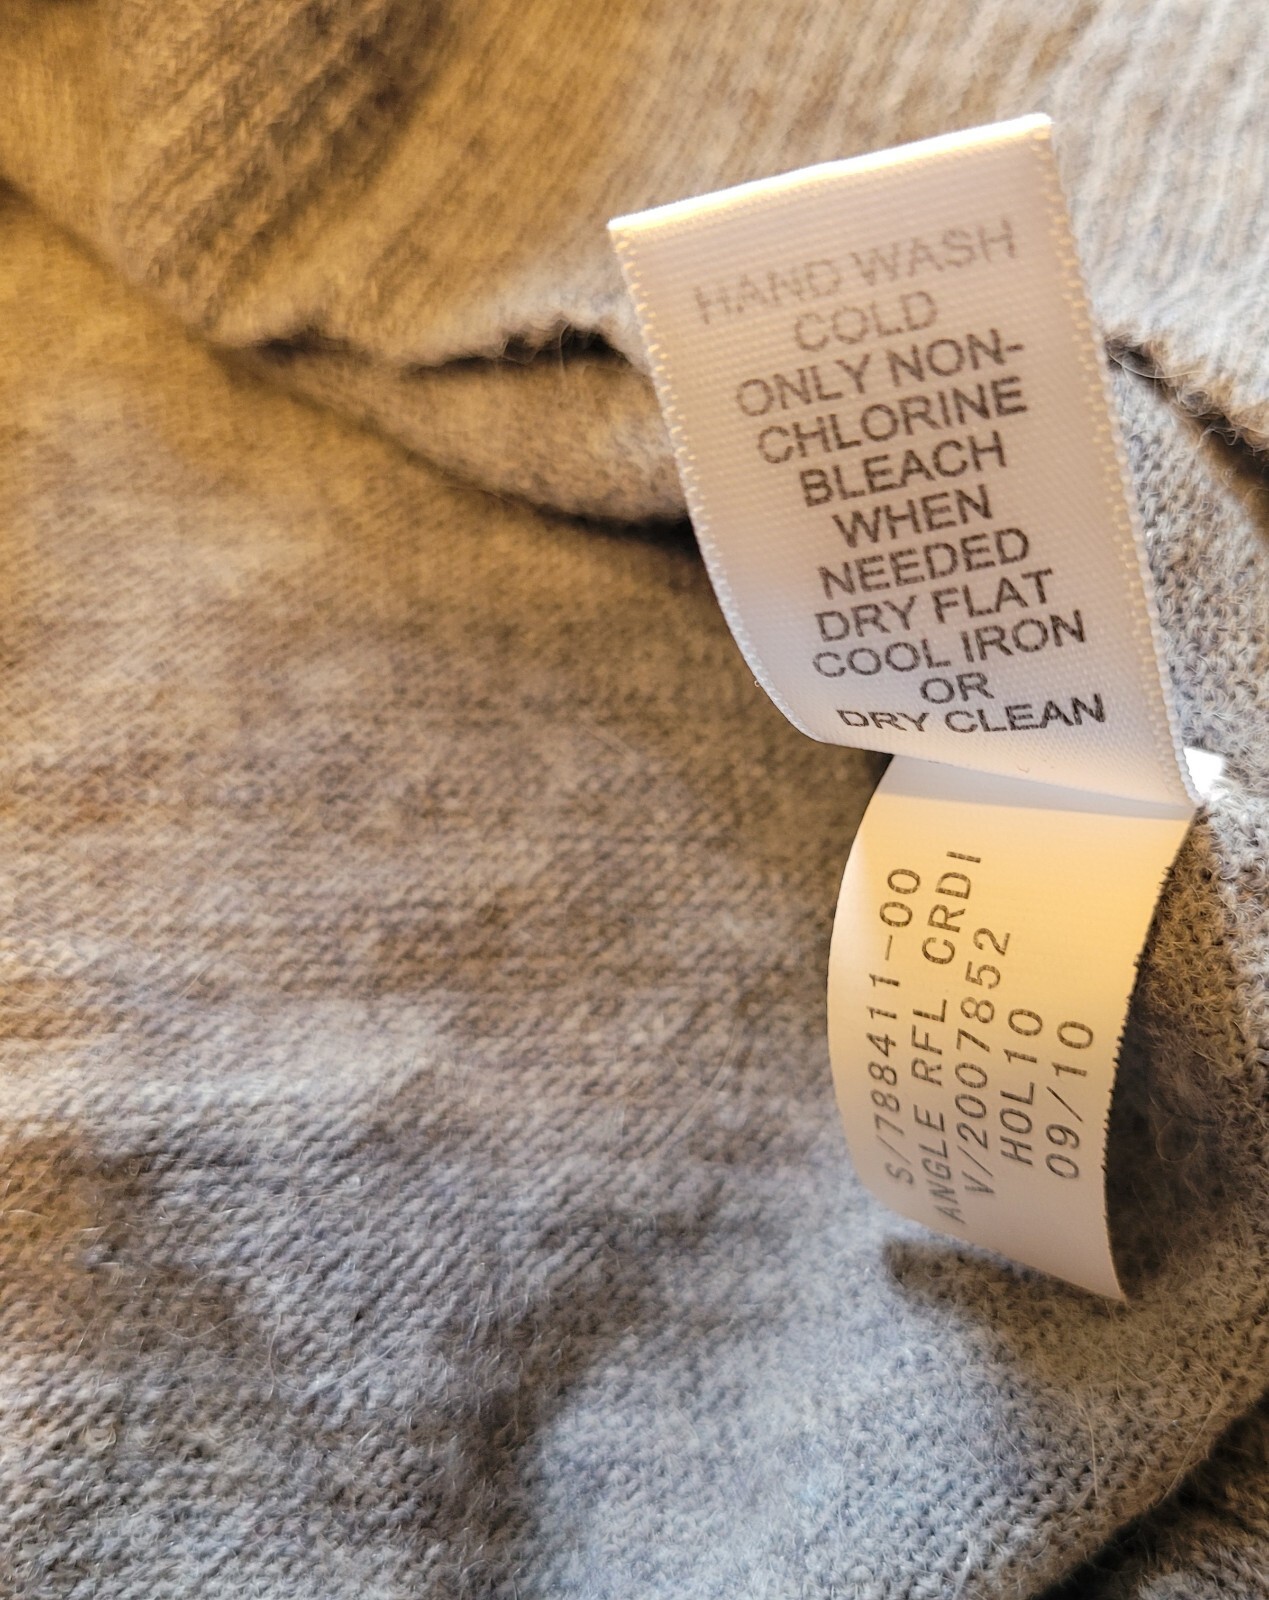 HAND WASH
COLD
ONLY NON-
CHLORINE
BLEACH
WHEN
NEEDED
DRY FLAT
COOL IRON
OR
DRY CLEAN
S/788411-00
ANGLE RFL CRDI
V/2007852
HOL10
09/10